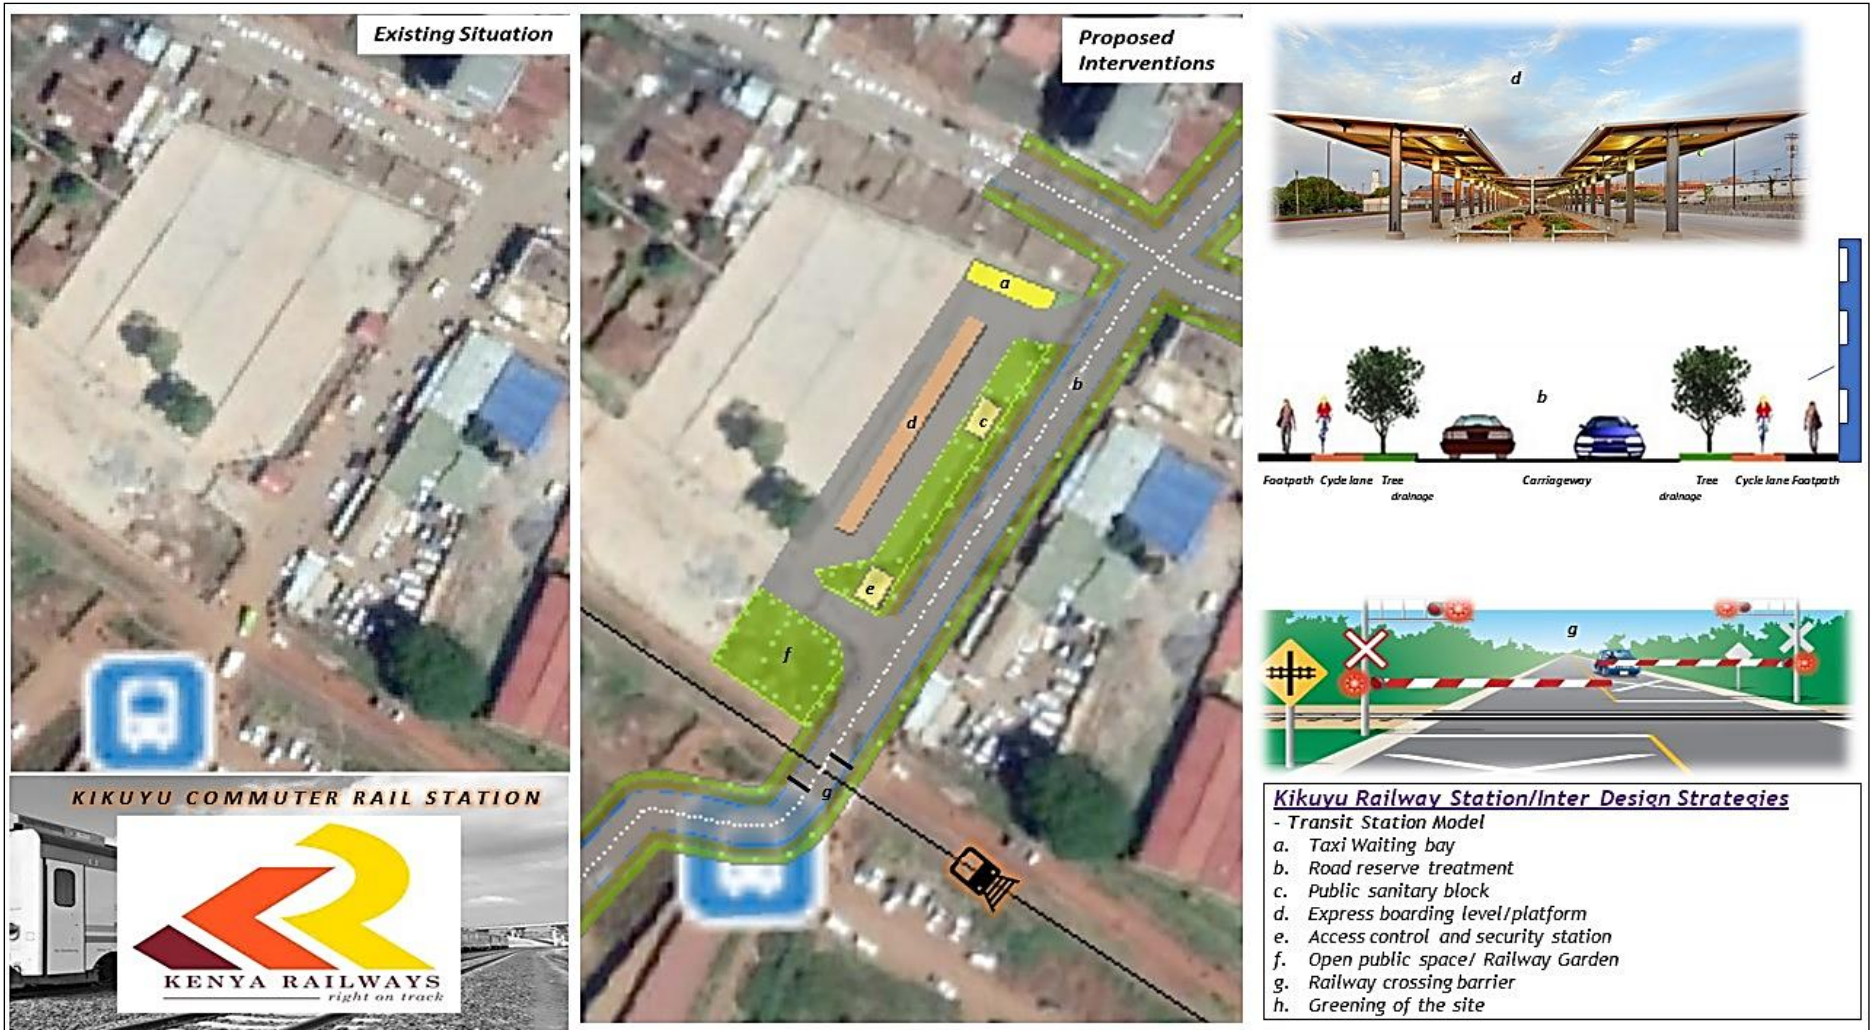 Existing Situation
Proposed
Interventions
a
b
c
d
e
f
g
d
b
Footpath Cycle lane Tree drainage Carriageway Tree drainage Cycle lane Footpath
g
KIKUYU COMMUTER RAIL STATION
KENYA RAILWAYS
right on track
Kikuyu Railway Station/Inter Design Strategies
- Transit Station Model
a. Taxi Waiting bay
b. Road reserve treatment
c. Public sanitary block
d. Express boarding level/platform
e. Access control and security station
f. Open public space/ Railway Garden
g. Railway crossing barrier
h. Greening of the site